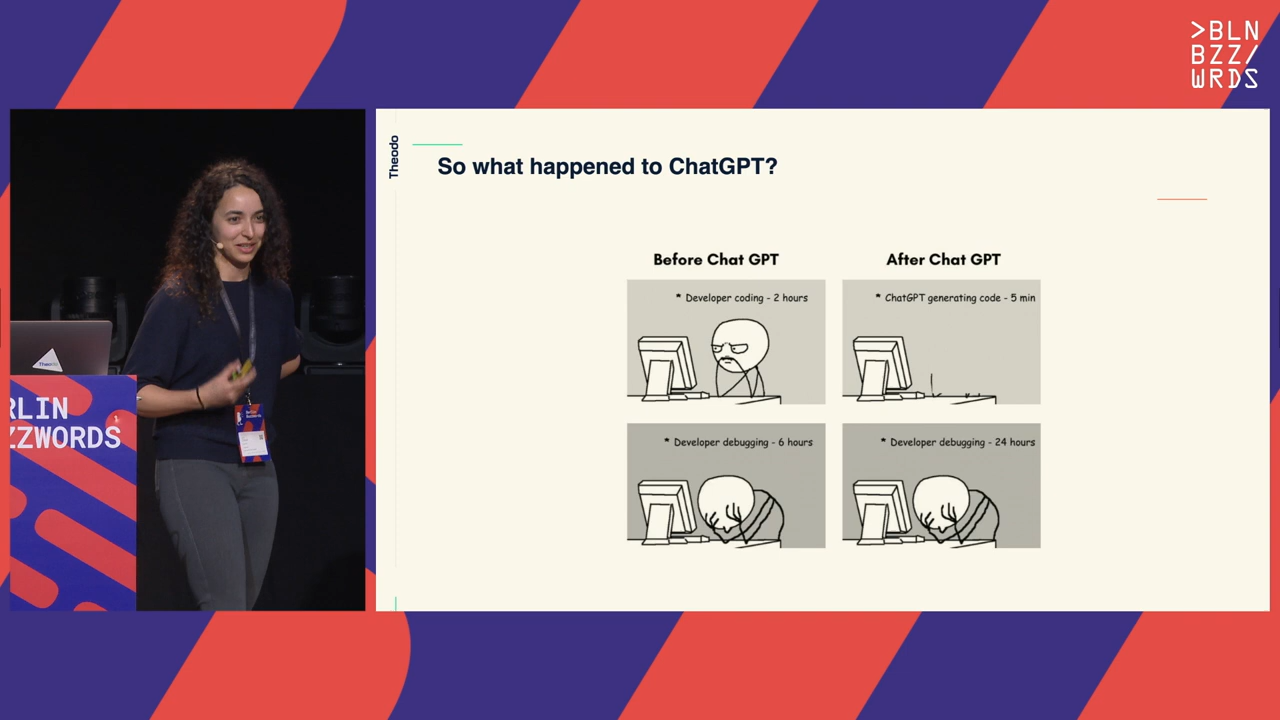 >BLN
BZZ/
WRDS
Theodo
So what happened to ChatGPT?
Before Chat GPT
After Chat GPT
* Developer coding - 2 hours
* ChatGPT generating code - 5 min
* Developer debugging - 6 hours
* Developer debugging - 24 hours
RLIN
ZZWORDS